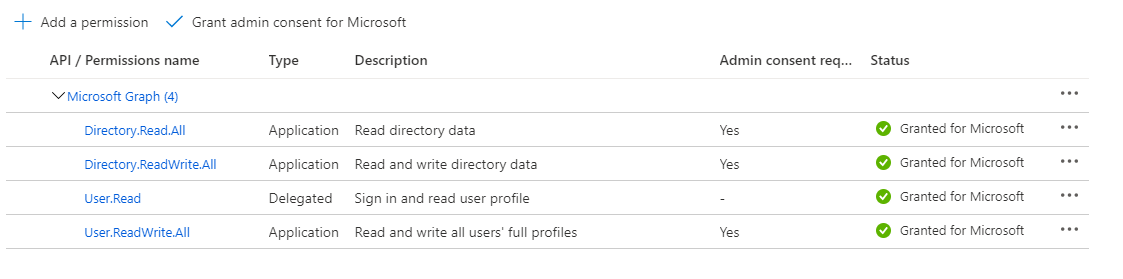 Add a permission Grant admin consent for Microsoft
API / Permissions name Type Description Admin consent req... Status
Microsoft Graph (4)
Directory.Read.All Application Read directory data Yes Granted for Microsoft
Directory.ReadWrite.All Application Read and write directory data Yes Granted for Microsoft
User.Read Delegated Sign in and read user profile - Granted for Microsoft
User.ReadWrite.All Application Read and write all users' full profiles Yes Granted for Microsoft